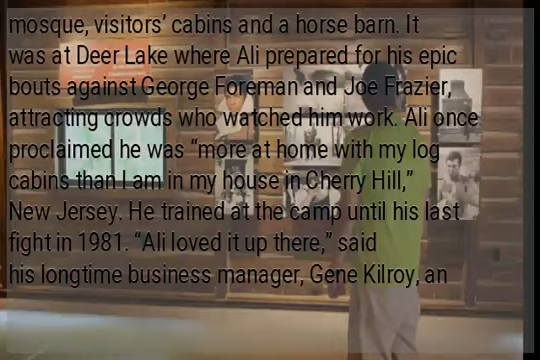 mosque, visitors’ cabins and a horse barn. It
was at Deer Lake where Ali prepared for his epic
bouts against George Foreman and Joe Frazier,
attracting crowds who watched him work. Ali once
proclaimed he was “more at home with my log
cabins than I am in my house in Cherry Hill,”
New Jersey. He trained at the camp until his last
fight in 1981. “Ali loved it up there,” said
his longtime business manager, Gene Kilroy, an